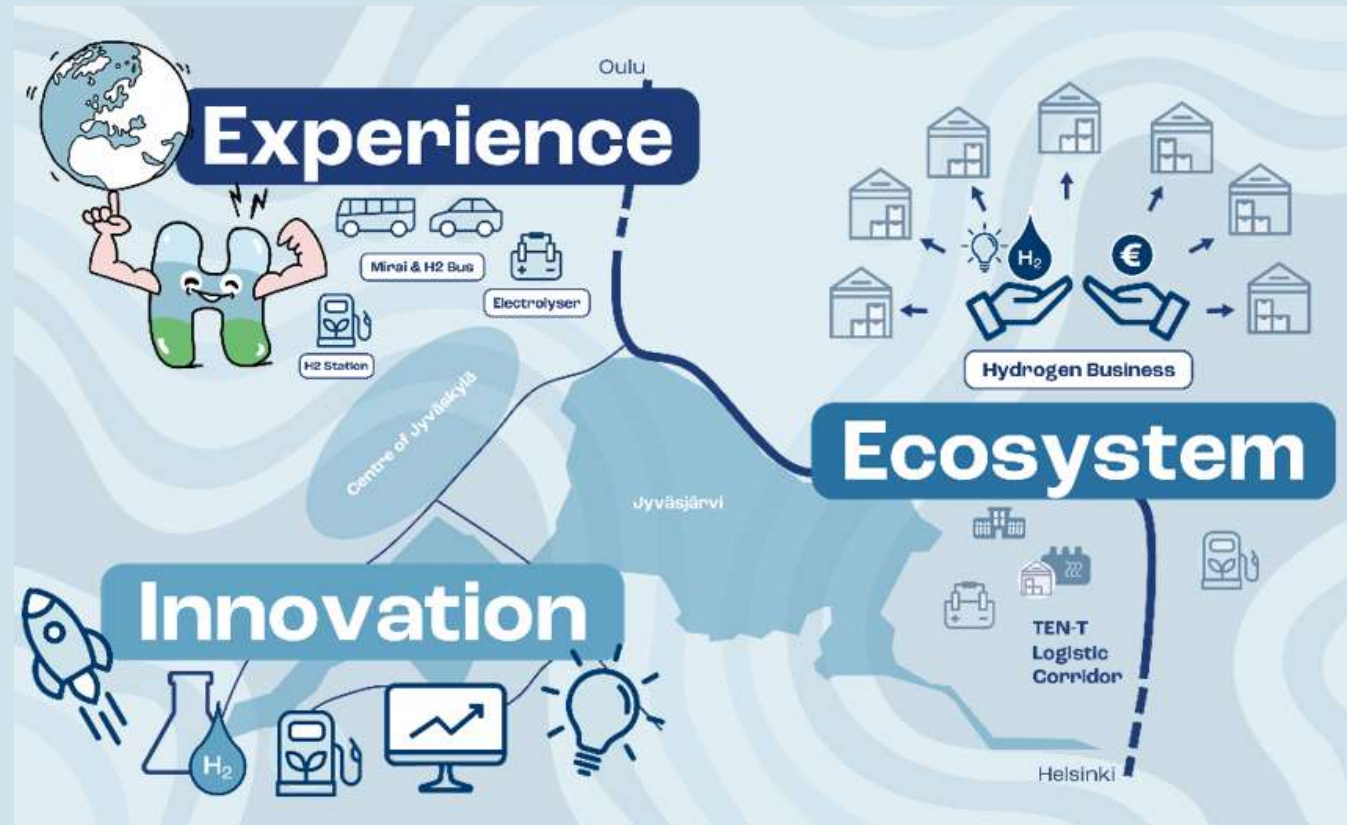 Oulu
Experience
Mirai & H2 Bus
Electrolyser
H2 Station
H₂
€
Hydrogen Business
Centre of Jyväskylä
Ecosystem
Jyväsjärvi
Innovation
TEN-T
Logistic
Corridor
H₂
Helsinki